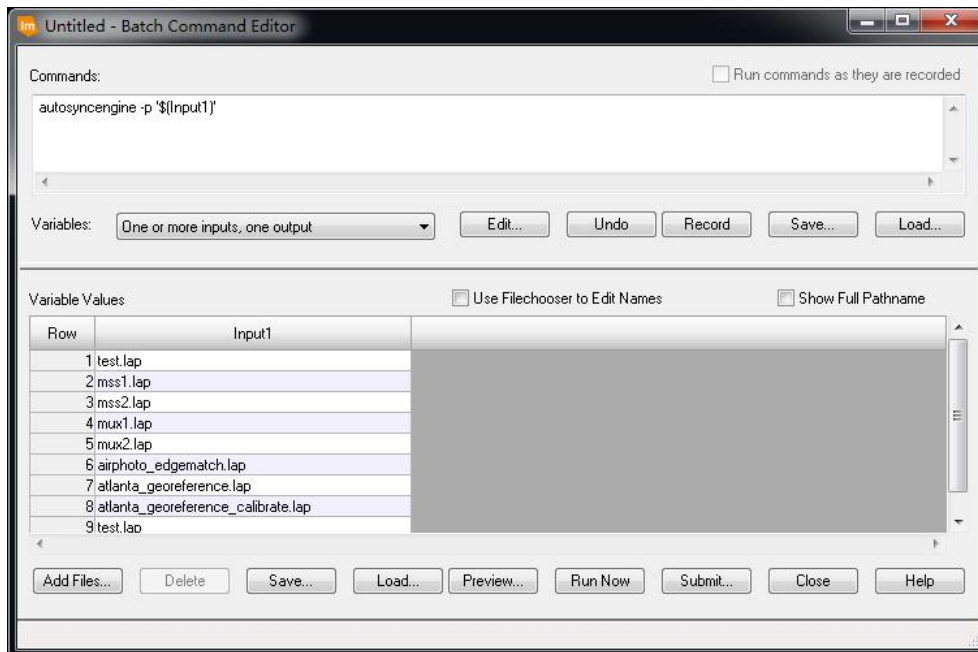 Im Untitled - Batch Command Editor
Commands:
Run commands as they are recorded
autosyncengine -p '$(Input1)'
Variables:
One or more inputs, one output
Edit...
Undo
Record
Save...
Load...
Variable Values
Use Filechooser to Edit Names
Show Full Pathname
Row Input1
1 test.lap
2 mss1.lap
3 mss2.lap
4 mux1.lap
5 mux2.lap
6 airphoto_edgematch.lap
7 atlanta_georeference.lap
8 atlanta_georeference_calibrate.lap
9 test.lap
Add Files...
Delete
Save...
Load...
Preview...
Run Now
Submit...
Close
Help